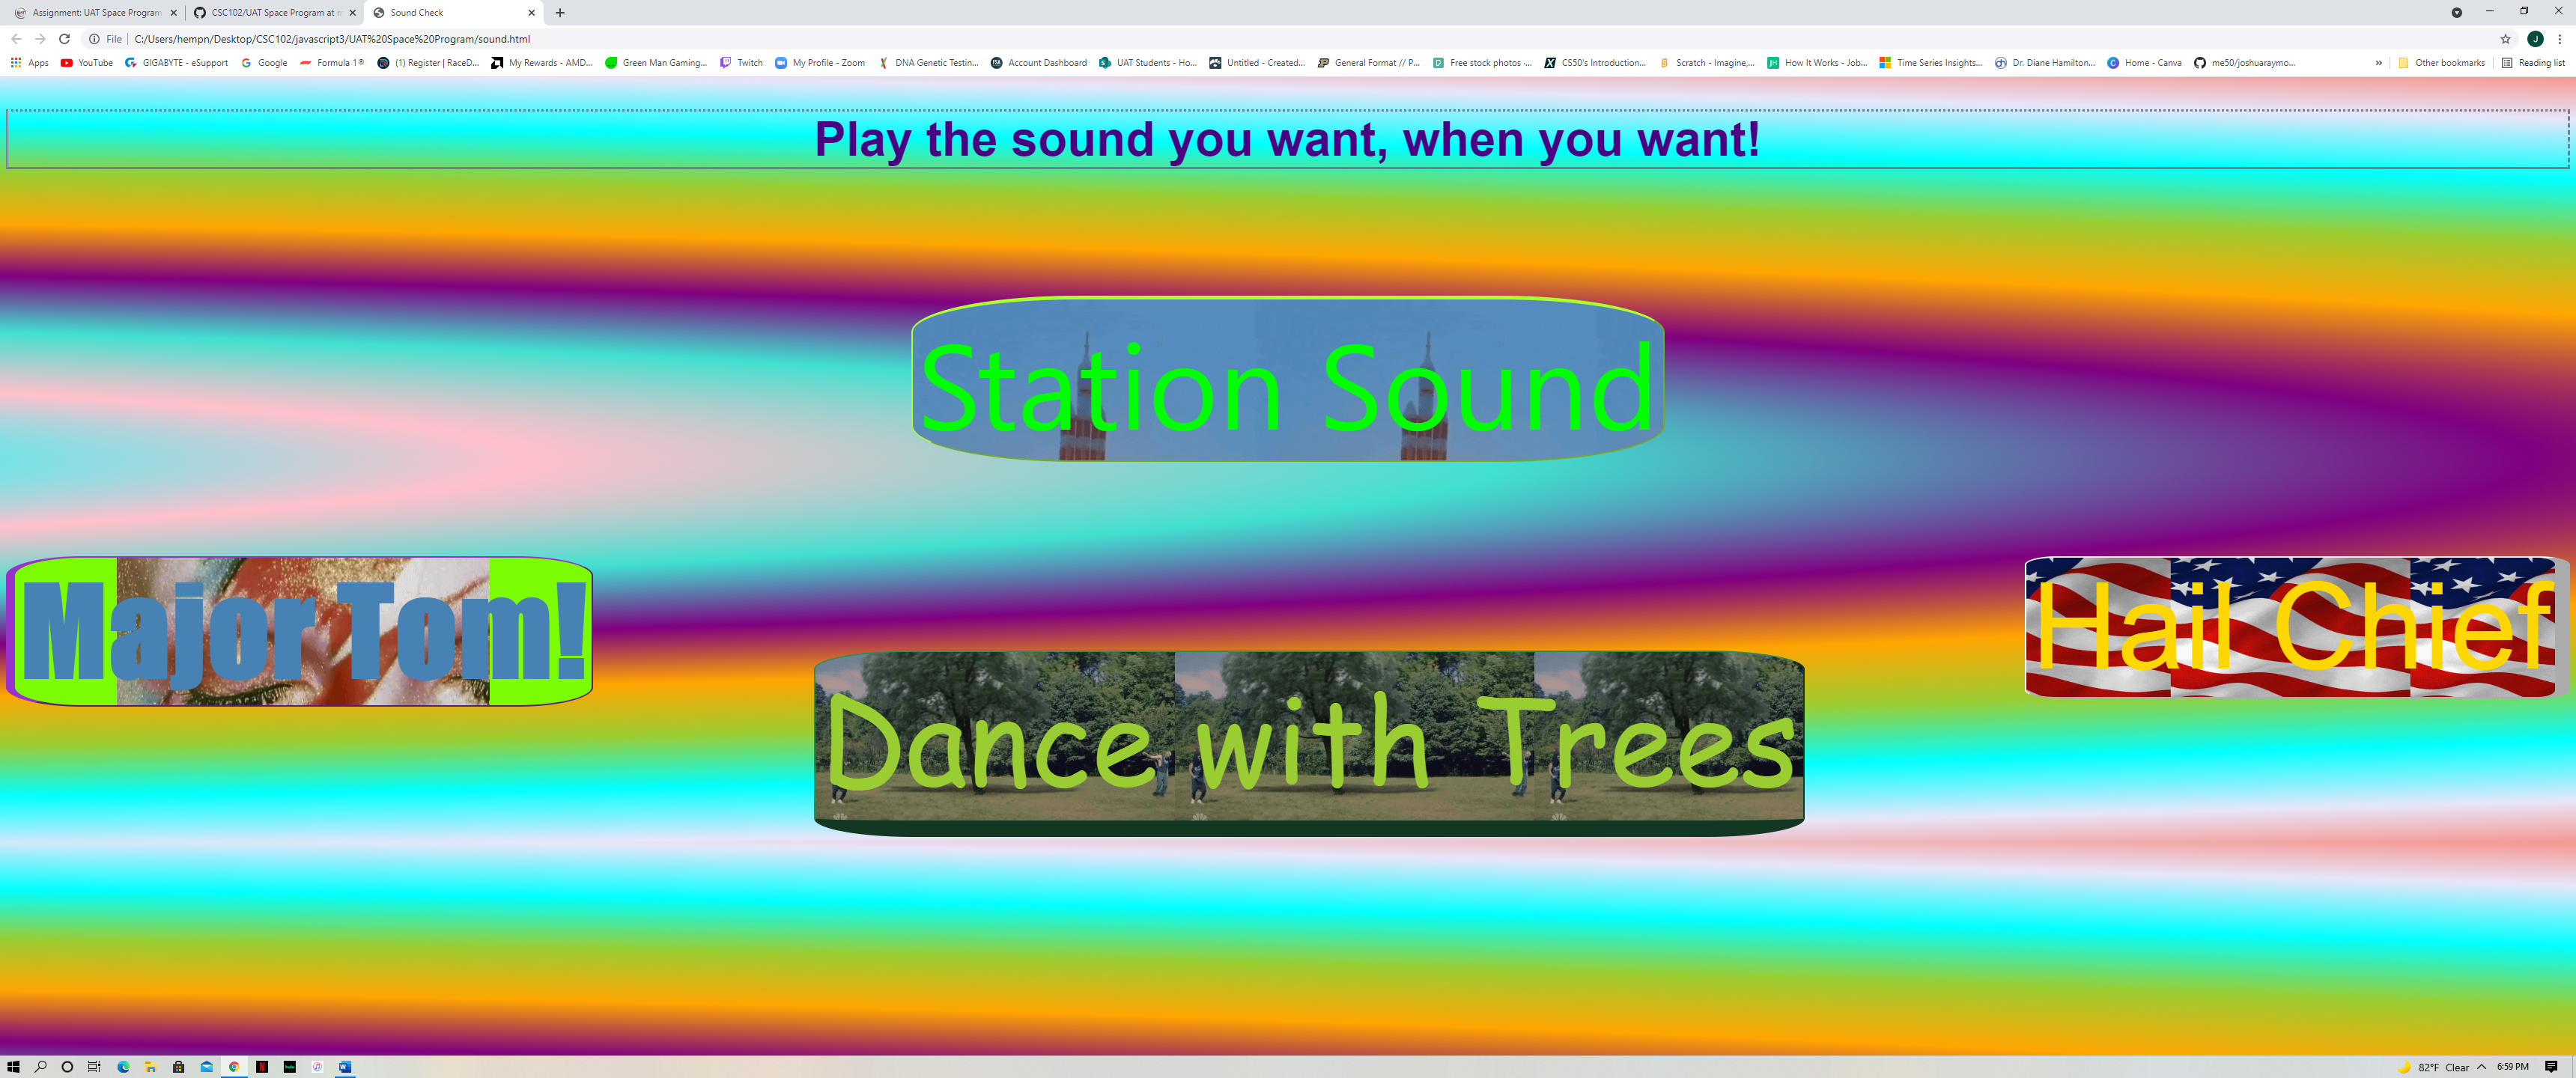 Assignment: UAT Space Program
CSC102/UAT Space Program at m
Sound Check
File
C:/Users/hempn/Desktop/CSC102/javascript3/UAT%20Space%20Program/sound.html
J
Apps
YouTube
GIGABYTE - eSupport
Google
Formula 1®
(1) Register | RaceD...
My Rewards - AMD...
Green Man Gaming...
Twitch
My Profile - Zoom
DNA Genetic Testin...
Account Dashboard
UAT Students - Ho...
Untitled - Created...
General Format // P...
Free stock photos ·...
CS50's Introduction...
Scratch - Imagine,...
How It Works - Job...
Time Series Insights...
Dr. Diane Hamilton...
Home - Canva
me50/joshuaraymo...
»
Other bookmarks
Reading list
Play the sound you want, when you want!
Station Sound
Major Tom!
Hail Chief
Dance with Trees
82°F Clear
6:59 PM